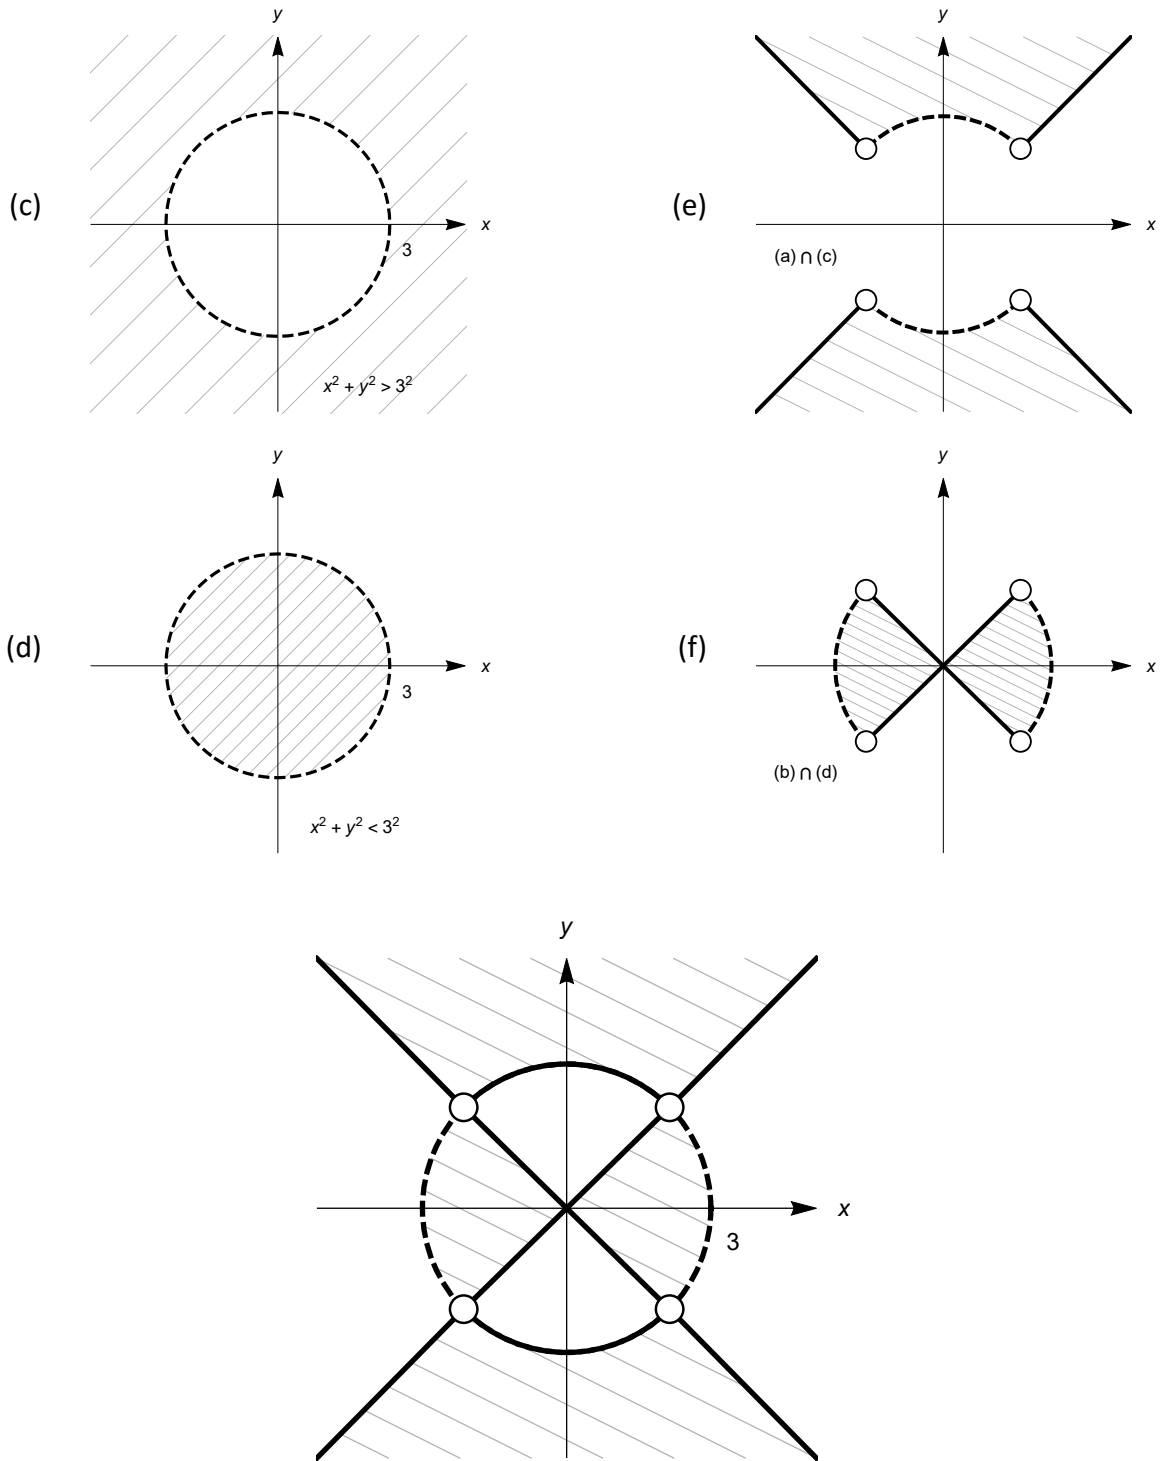 y
(c)
x
3
x² + y² > 3²
y
(e)
x
(a) ∩ (c)
y
(d)
x
3
x² + y² < 3²
y
(f)
x
(b) ∩ (d)
y
x
3